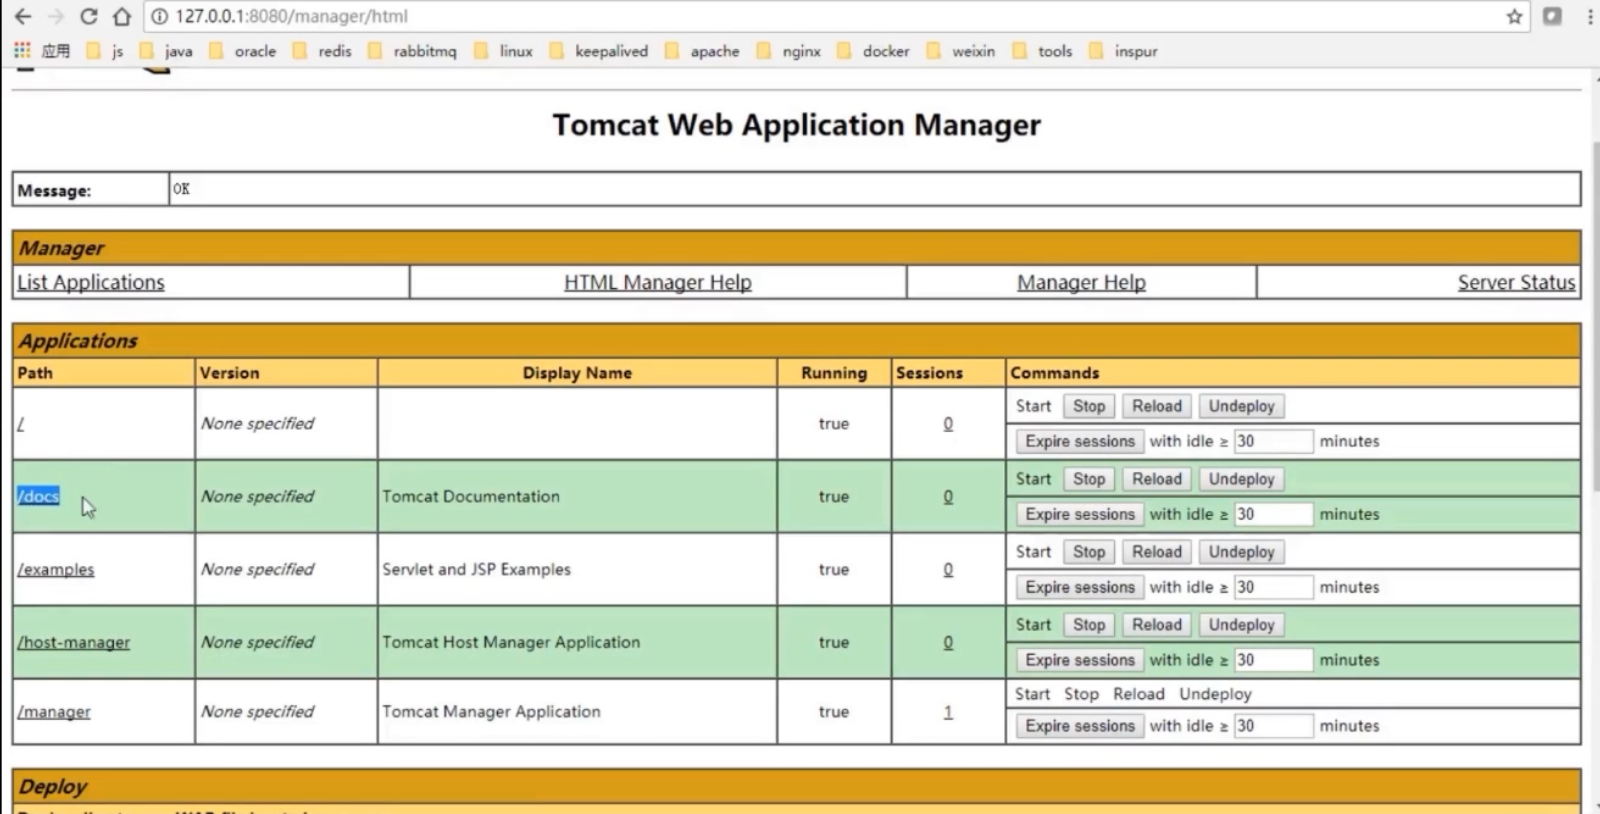 127.0.0.1:8080/manager/html
应用 js java oracle redis rabbitmq linux keepalived apache nginx docker weixin tools inspur
Tomcat Web Application Manager
Message: OK
Manager
List Applications HTML Manager Help Manager Help Server Status
Applications
Path Version Display Name Running Sessions Commands
/ None specified true 0 Start Stop Reload Undeploy
Expire sessions with idle ≥ 30 minutes
/docs None specified Tomcat Documentation true 0 Start Stop Reload Undeploy
Expire sessions with idle ≥ 30 minutes
/examples None specified Servlet and JSP Examples true 0 Start Stop Reload Undeploy
Expire sessions with idle ≥ 30 minutes
/host-manager None specified Tomcat Host Manager Application true 0 Start Stop Reload Undeploy
Expire sessions with idle ≥ 30 minutes
/manager None specified Tomcat Manager Application true 1 Start Stop Reload Undeploy
Expire sessions with idle ≥ 30 minutes
Deploy